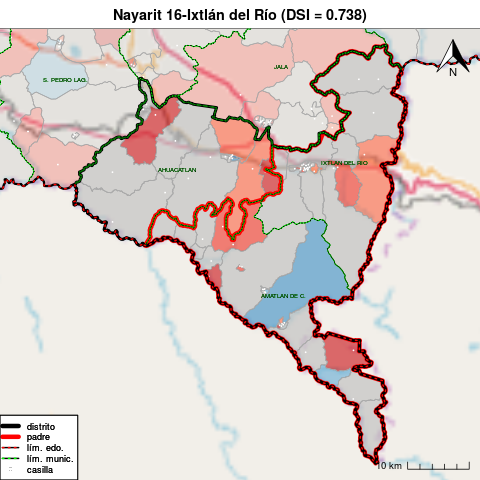 Nayarit 16-Ixtlán del Río (DSI = 0.738)
JALA
S. PEDRO LAG.
N
IXTLAN DEL RIO
AHUACATLAN
AMATLAN DE C.
distrito
padre
lím. edo.
lím. munic.
casilla
10 km